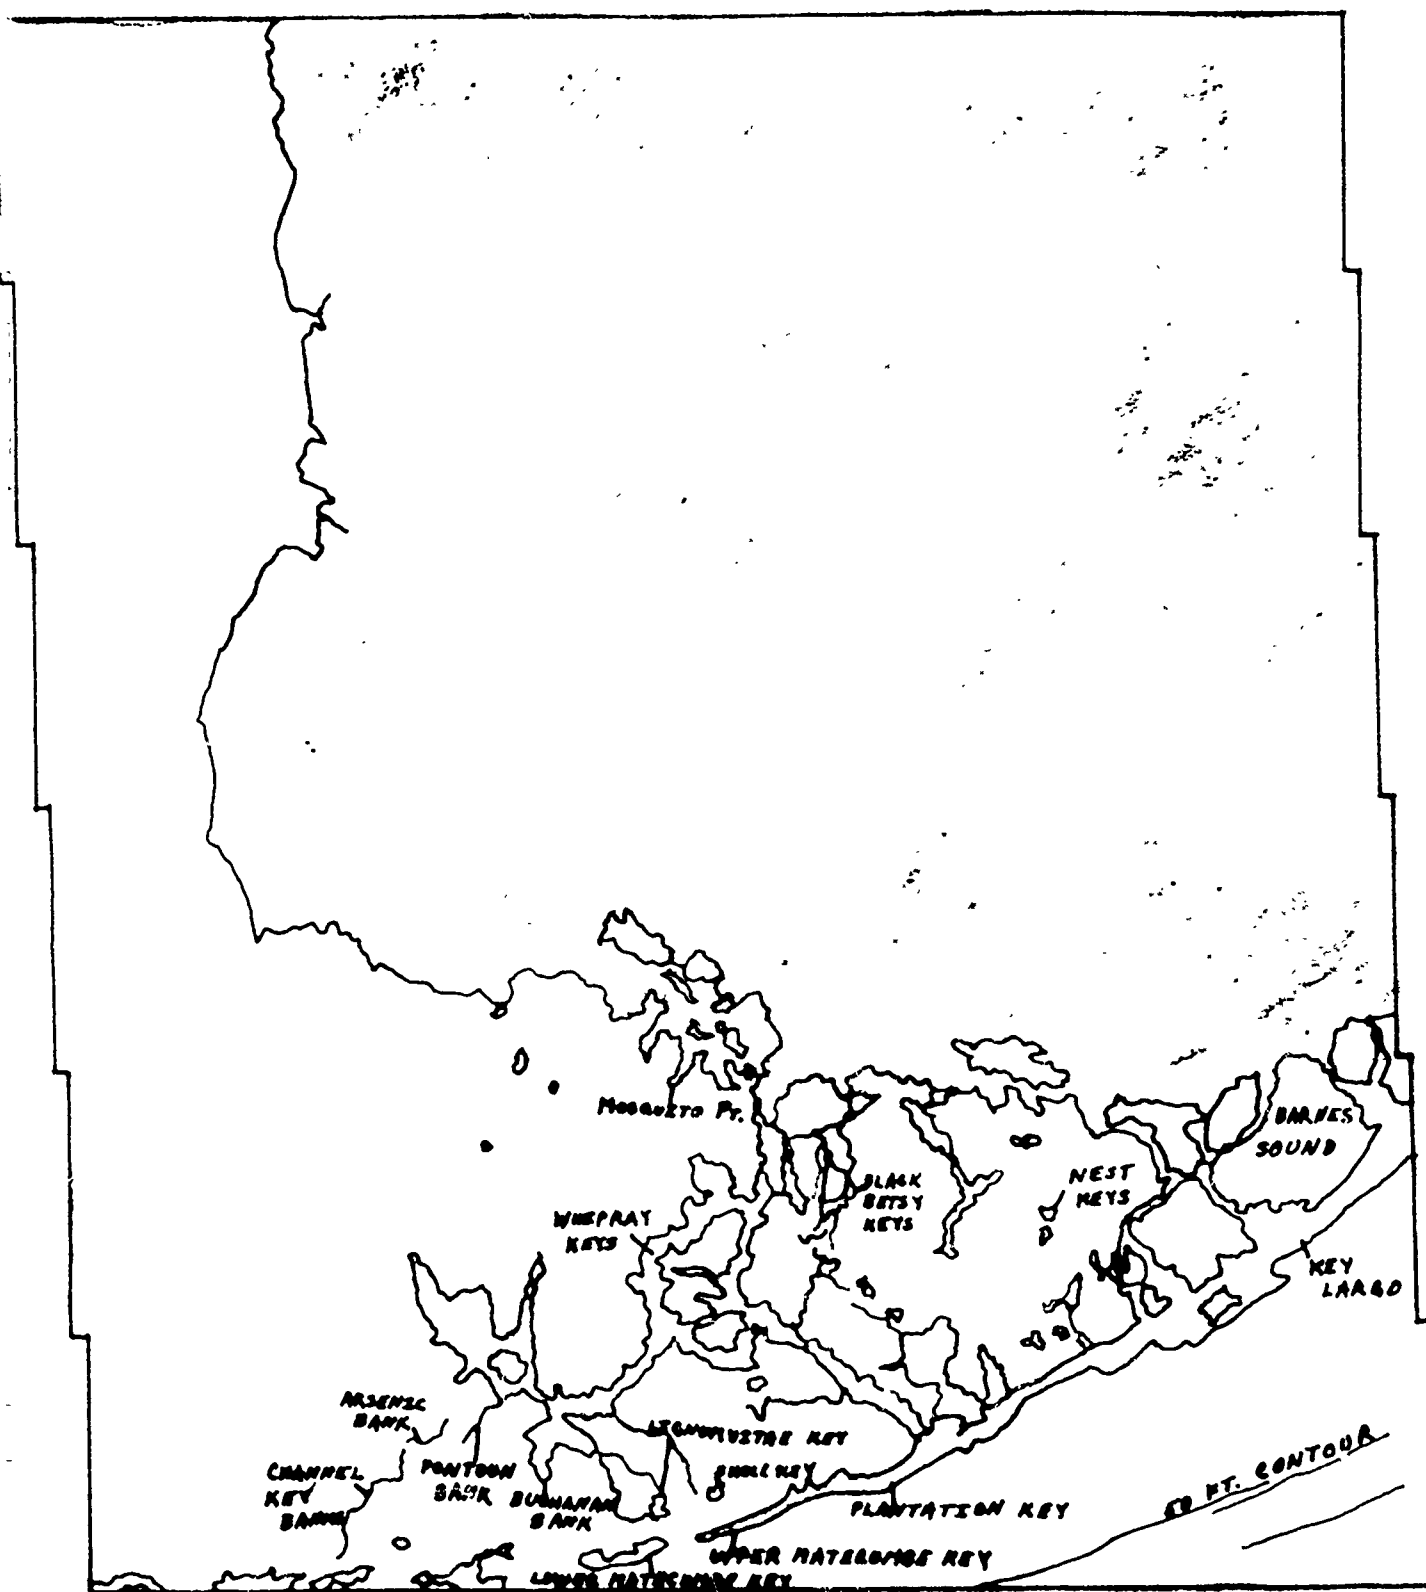 MOSQUITO PT.
BARNES
SOUND
BLACK
BETSY
KEYS
NEST
KEYS
WHIPRAY
KEYS
KEY
LARGO
ARSENIC
BANK
LIGNUMVITAE KEY
CHANNEL
KEY
BANKS
PONTOON
BANK
BUCHANAN
BANK
SHELL KEY
PLANTATION KEY
FT. CONTOUR
UPPER MATECUMBE KEY
LOWER MATECUMBE KEY